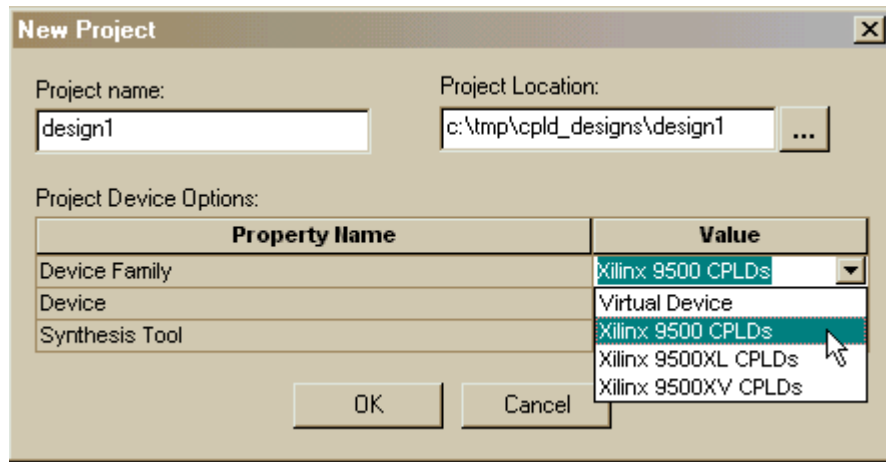 New Project
Project name:
Project Location:
design1
c:\tmp\cpld_designs\design1
...
Project Device Options:
Property Name
Value
Device Family
Xilinx 9500 CPLDs
Device
Virtual Device
Xilinx 9500 CPLDs
Synthesis Tool
Xilinx 9500XL CPLDs
Xilinx 9500XV CPLDs
OK
Cancel